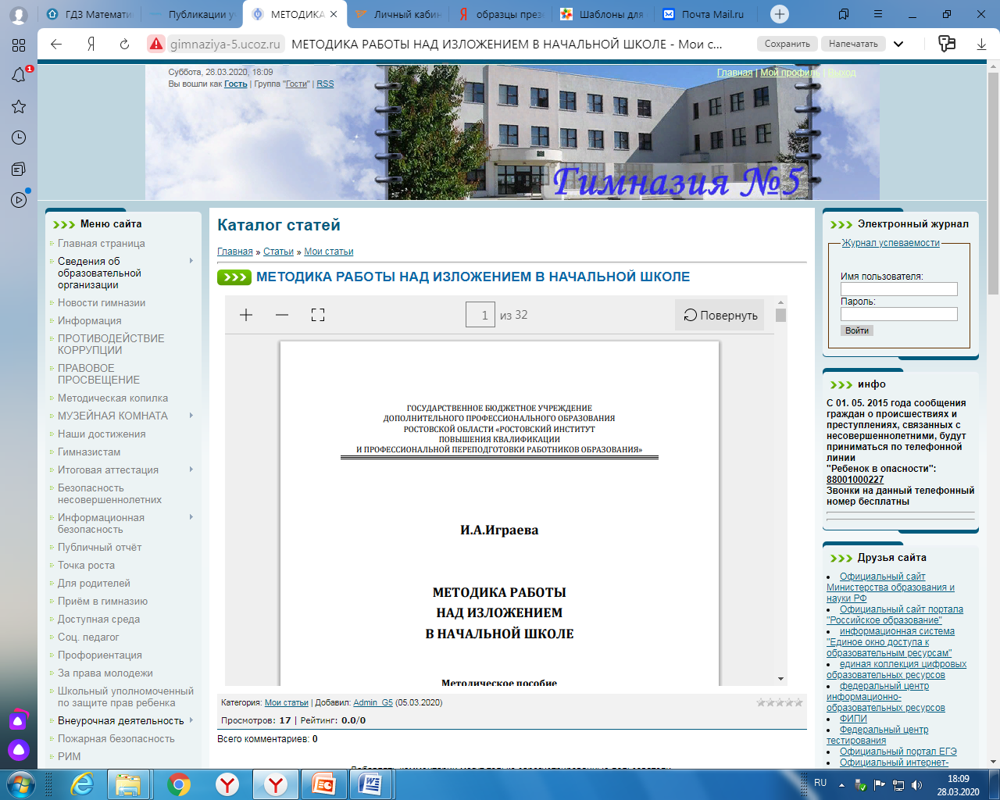 ГДЗ Математи
Публикации уч
МЕТОДИКА
Личный кабин
образцы през
Шаблоны для
Почта Mail.ru
gimnaziya-5.ucoz.ru
МЕТОДИКА РАБОТЫ НАД ИЗЛОЖЕНИЕМ В НАЧАЛЬНОЙ ШКОЛЕ - Мои с...
Сохранить
Напечатать
1
Суббота, 28.03.2020, 18:09
Вы вошли как Гость | Группа "Гости" | RSS
Главная | Мой профиль | Выход
Гимназия №5
Меню сайта
Главная страница
Сведения об
образовательной
организации
Новости гимназии
Информация
ПРОТИВОДЕЙСТВИЕ
КОРРУПЦИИ
ПРАВОВОЕ
ПРОСВЕЩЕНИЕ
Методическая копилка
МУЗЕЙНАЯ КОМНАТА
Наши достижения
Гимназистам
Итоговая аттестация
Безопасность
несовершеннолетних
Информационная
безопасность
Публичный отчёт
Точка роста
Для родителей
Приём в гимназию
Доступная среда
Соц. педагог
Профориентация
За права молодежи
Школьный уполномоченный
по защите прав ребенка
Внеурочная деятельность
Пожарная безопасность
РИМ
Каталог статей
Главная » Статьи » Мои статьи
МЕТОДИКА РАБОТЫ НАД ИЗЛОЖЕНИЕМ В НАЧАЛЬНОЙ ШКОЛЕ
1 из 32
Повернуть
ГОСУДАРСТВЕННОЕ БЮДЖЕТНОЕ УЧРЕЖДЕНИЕ
ДОПОЛНИТЕЛЬНОГО ПРОФЕССИОНАЛЬНОГО ОБРАЗОВАНИЯ
РОСТОВСКОЙ ОБЛАСТИ «РОСТОВСКИЙ ИНСТИТУТ
ПОВЫШЕНИЯ КВАЛИФИКАЦИИ
И ПРОФЕССИОНАЛЬНОЙ ПЕРЕПОДГОТОВКИ РАБОТНИКОВ ОБРАЗОВАНИЯ»
И.А.Играева
МЕТОДИКА РАБОТЫ
НАД ИЗЛОЖЕНИЕМ
В НАЧАЛЬНОЙ ШКОЛЕ
Методическое пособие
Категория: Мои статьи | Добавил: Admin_G5 (05.03.2020)
Просмотров: 17 | Рейтинг: 0.0/0
Всего комментариев: 0
Добавлять комментарии могут только зарегистрированные пользователи.
Электронный журнал
Журнал успеваемости
Имя пользователя:
Пароль:
Войти
инфо
С 01. 05. 2015 года сообщения
граждан о происшествиях и
преступлениях, связанных с
несовершеннолетними, будут
приниматься по телефонной
линии
"Ребенок в опасности":
88001000227
Звонки на данный телефонный
номер бесплатны
Друзья сайта
Официальный сайт
Министерства образования и
науки РФ
Официальный сайт портала
"Российское образование"
информационная система
"Единое окно доступа к
образовательным ресурсам"
единая коллекция цифровых
образовательных ресурсов
федеральный центр
информационно-
образовательных ресурсов
ФИПИ
Федеральный центр
тестирования
Официальный портал ЕГЭ
Официальный интернет-
RU
18:09
28.03.2020